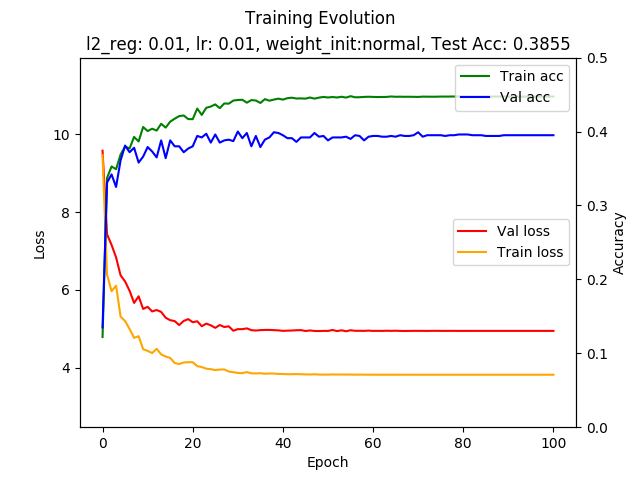 Training Evolution
l2_reg: 0.01, lr: 0.01, weight_init:normal, Test Acc: 0.3855
Loss
10
8
6
4
Train acc
Val acc
Val loss
Train loss
0.5
0.4
0.3
0.2
0.1
0.0
Accuracy
0 20 40 60 80 100
Epoch